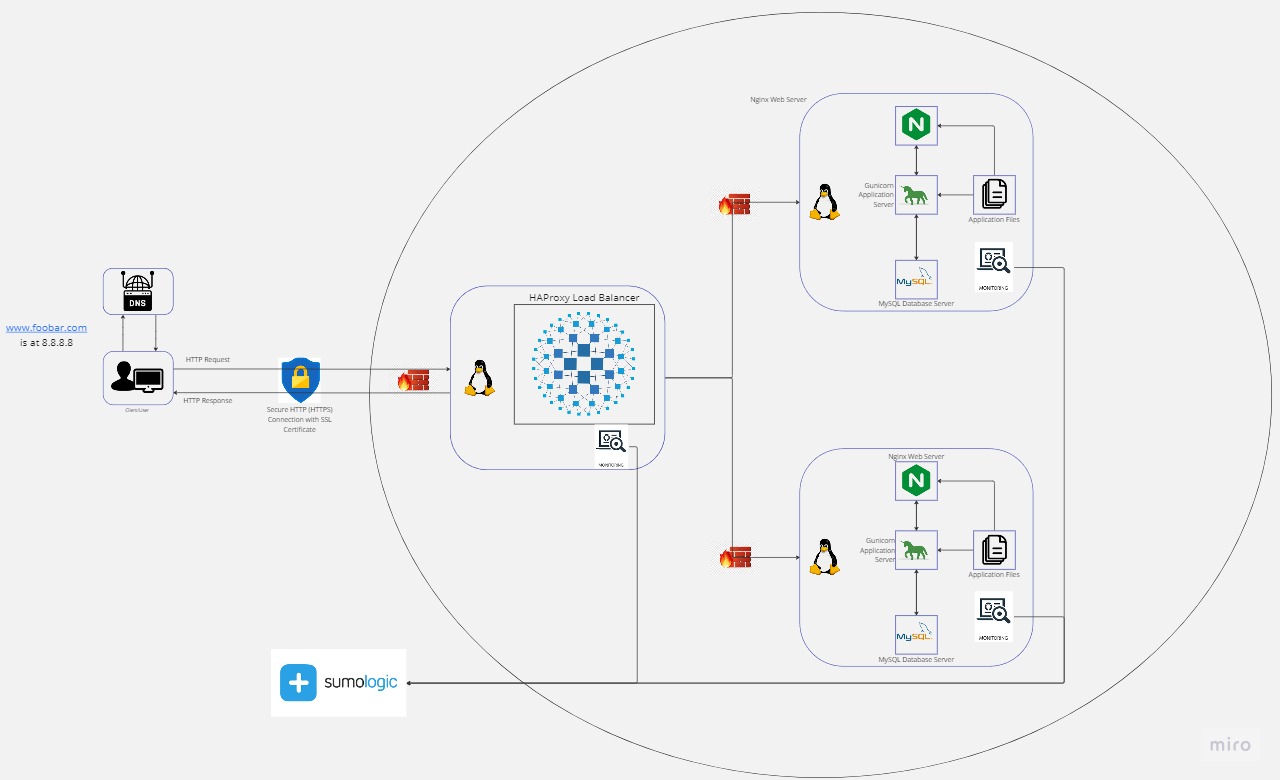 Nginx Web Server
Gunicorn
Application
Server
Application Files
MONITORING
MySQL
MySQL Database Server
DNS
www.foobar.com
is at 8.8.8.8
Client/User
HTTP Request
HTTP Response
Secure HTTP (HTTPS)
Connection with SSL
Certificate
HAProxy Load Balancer
MONITORING
Nginx Web Server
Gunicorn
Application
Server
Application Files
MONITORING
MySQL
MySQL Database Server
sumologic
miro